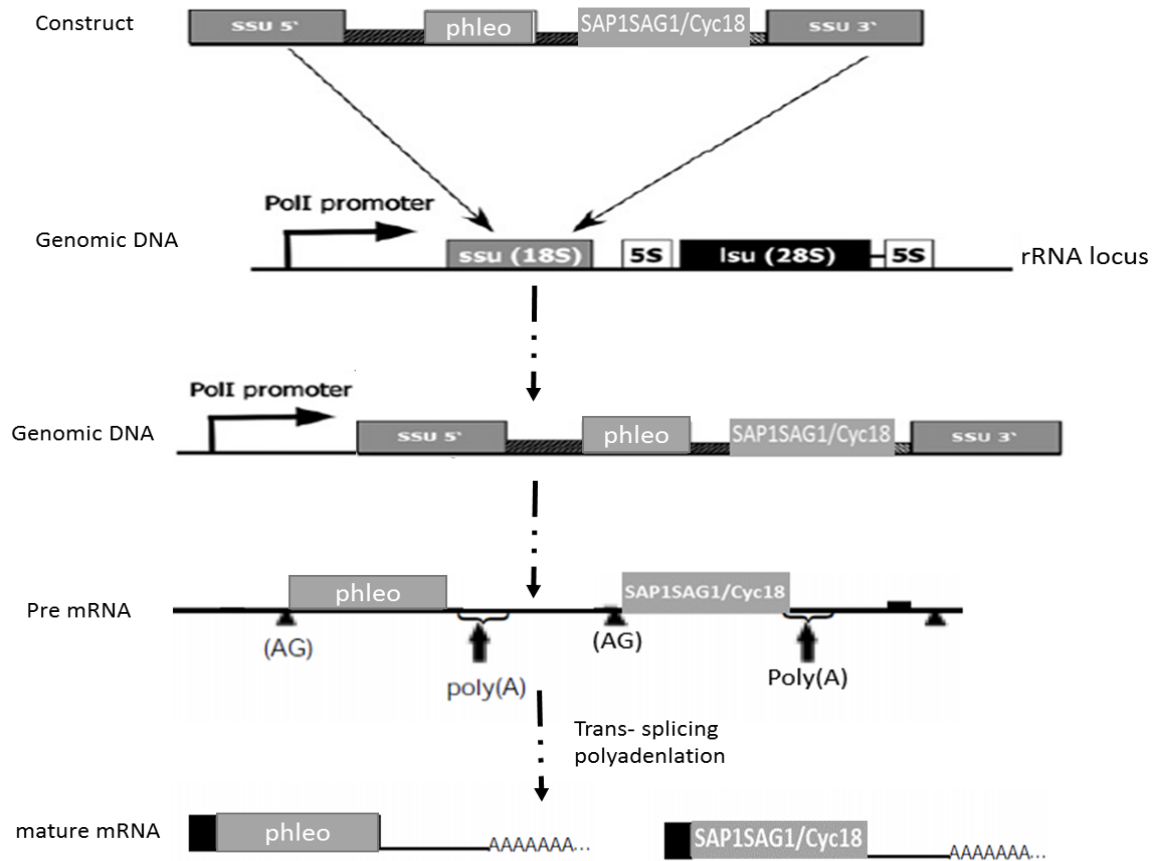 Construct
ssu 5` phleo SAP1SAG1/Cyc18 ssu 3`
PolI promoter
Genomic DNA
ssu (18S) 5S lsu (28S) 5S
rRNA locus
PolI promoter
Genomic DNA
ssu 5` phleo SAP1SAG1/Cyc18 ssu 3`
Pre mRNA
phleo SAP1SAG1/Cyc18
(AG) (AG)
poly(A) Poly(A)
Trans- splicing
polyadenlation
mature mRNA
phleo AAAAAAA... SAP1SAG1/Cyc18 AAAAAAA...